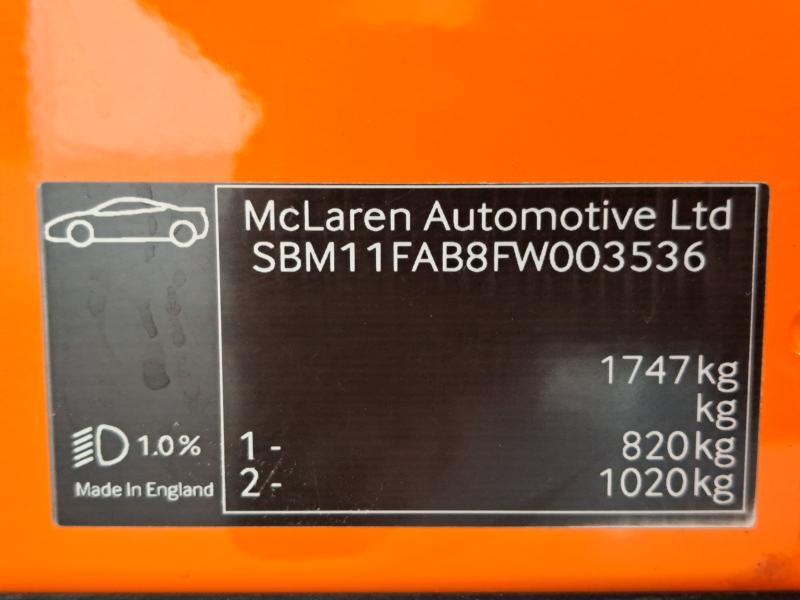 McLaren Automotive Ltd
SBM11FAB8FW003536
1747kg
kg
1.0%
1 - 820kg
2 - 1020kg
Made In England